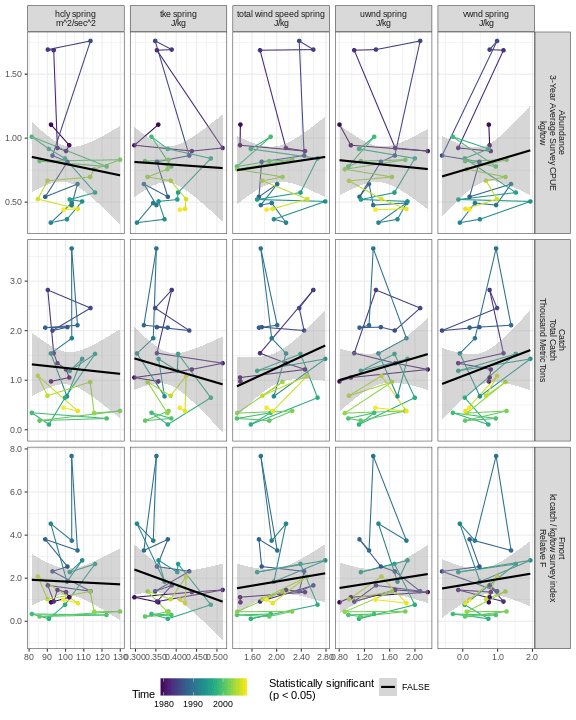 hcly spring
m^2/sec^2
tke spring
J/kg
total wind speed spring
J/kg
uwnd spring
J/kg
vwnd spring
J/kg
1.50
1.00
0.50
Abundance
3-Year Average Survey CPUE
kg/tow
3.0
2.0
1.0
0.0
Catch
Total Catch
Thousand Metric Tons
8.0
6.0
4.0
2.0
0.0
Fmort
kt catch / kg/tow survey index
Relative F
80 90 100 110 120 130
0.300 0.350 0.400 0.450 0.500
1.60 2.00 2.40 2.80
0.80 1.20 1.60 2.00
0.0 1.0 2.0
Time
1980 1990 2000
Statistically significant
(p < 0.05)
FALSE